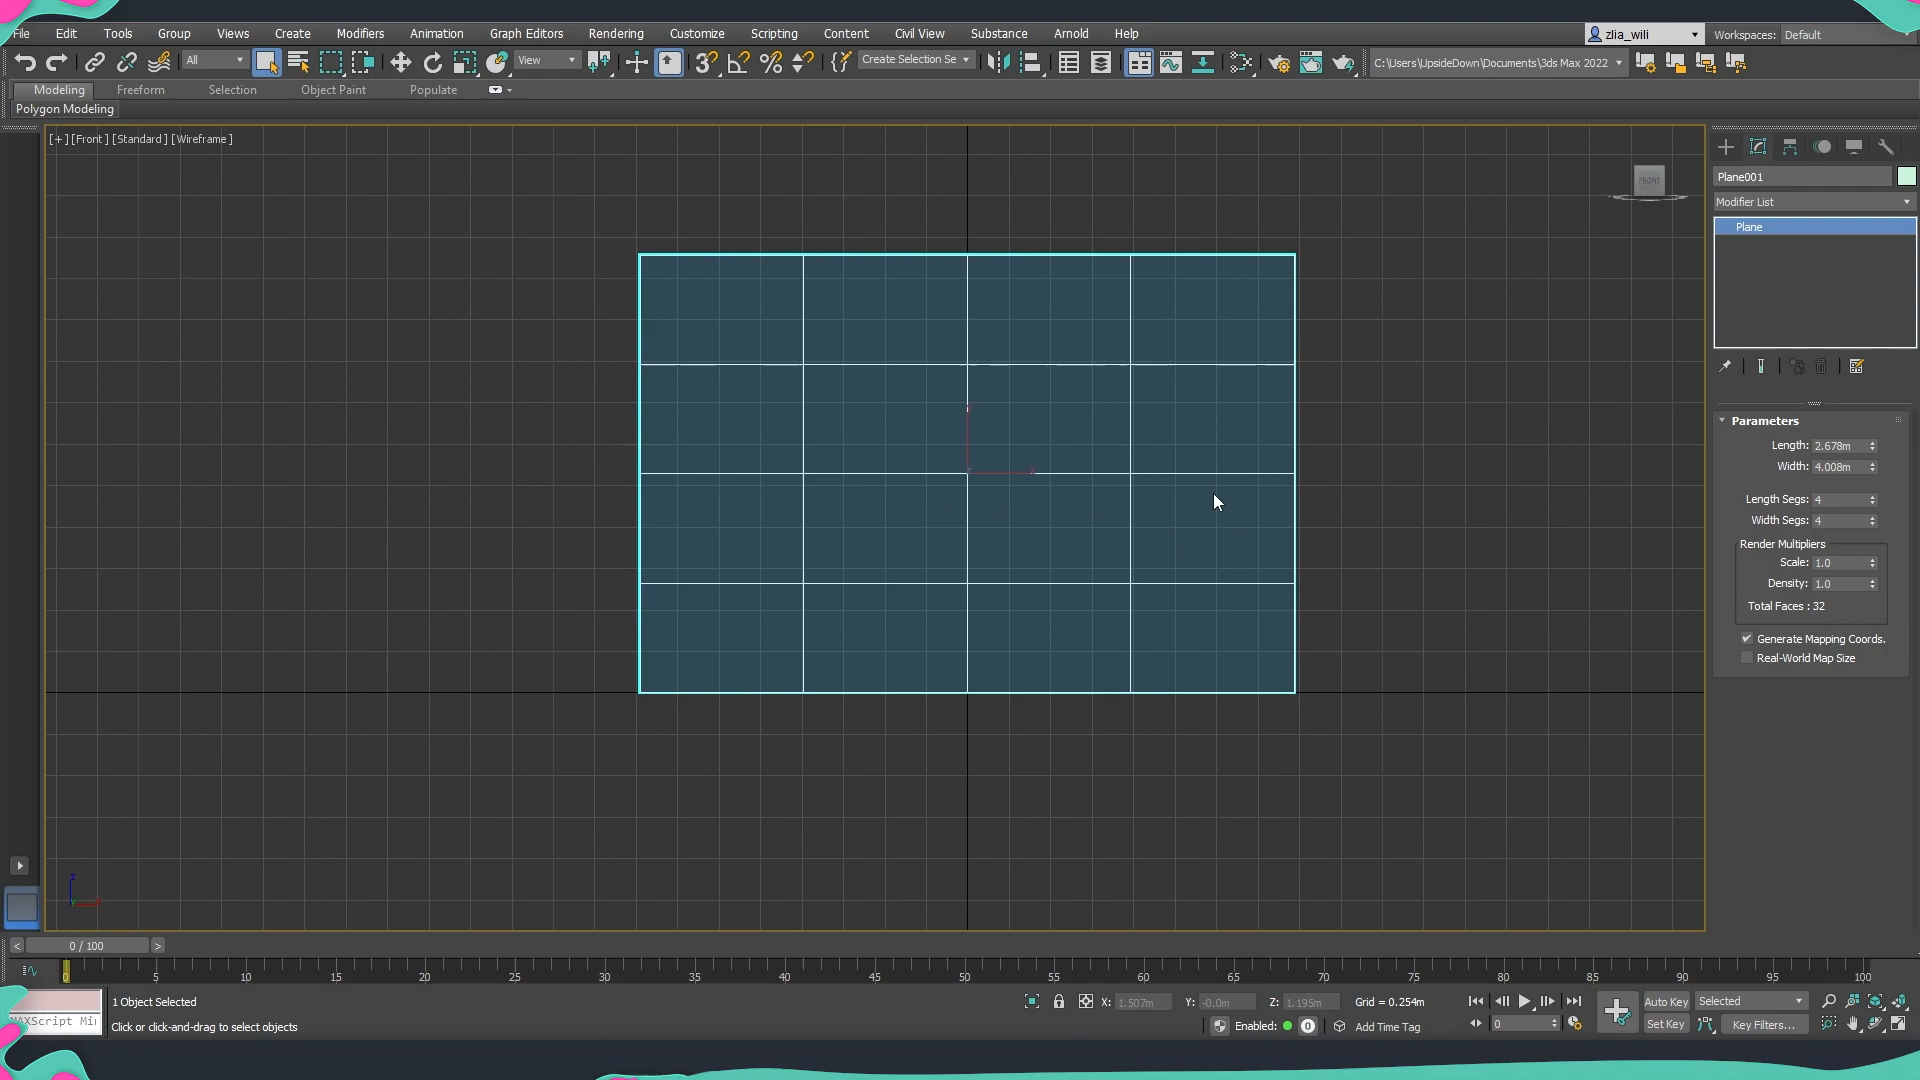 File Edit Tools Group Views Create Modifiers Animation Graph Editors Rendering Customize Scripting Content Civil View Substance Arnold Help zlia_wili Workspaces: Default
All View Create Selection Se C:\Users\UpsideDown\Documents\3ds Max 2022
Modeling Freeform Selection Object Paint Populate
Polygon Modeling
[+] [Front] [Standard] [Wireframe]
FRONT
Plane001
Modifier List
Plane
Parameters
Length: 2.678m
Width: 4.008m
Length Segs: 4
Width Segs: 4
Render Multipliers
Scale: 1.0
Density: 1.0
Total Faces : 32
Generate Mapping Coords.
Real-World Map Size
z
y
< 0 / 100 >
0 5 10 15 20 25 30 35 40 45 50 55 60 65 70 75 80 85 90 95 100
1 Object Selected X: 1.507m Y: -0.0m Z: 1.195m Grid = 0.254m Auto Key Selected
MAXScript Mi Click or click-and-drag to select objects Enabled: 0 Add Time Tag 0 Set Key Key Filters...